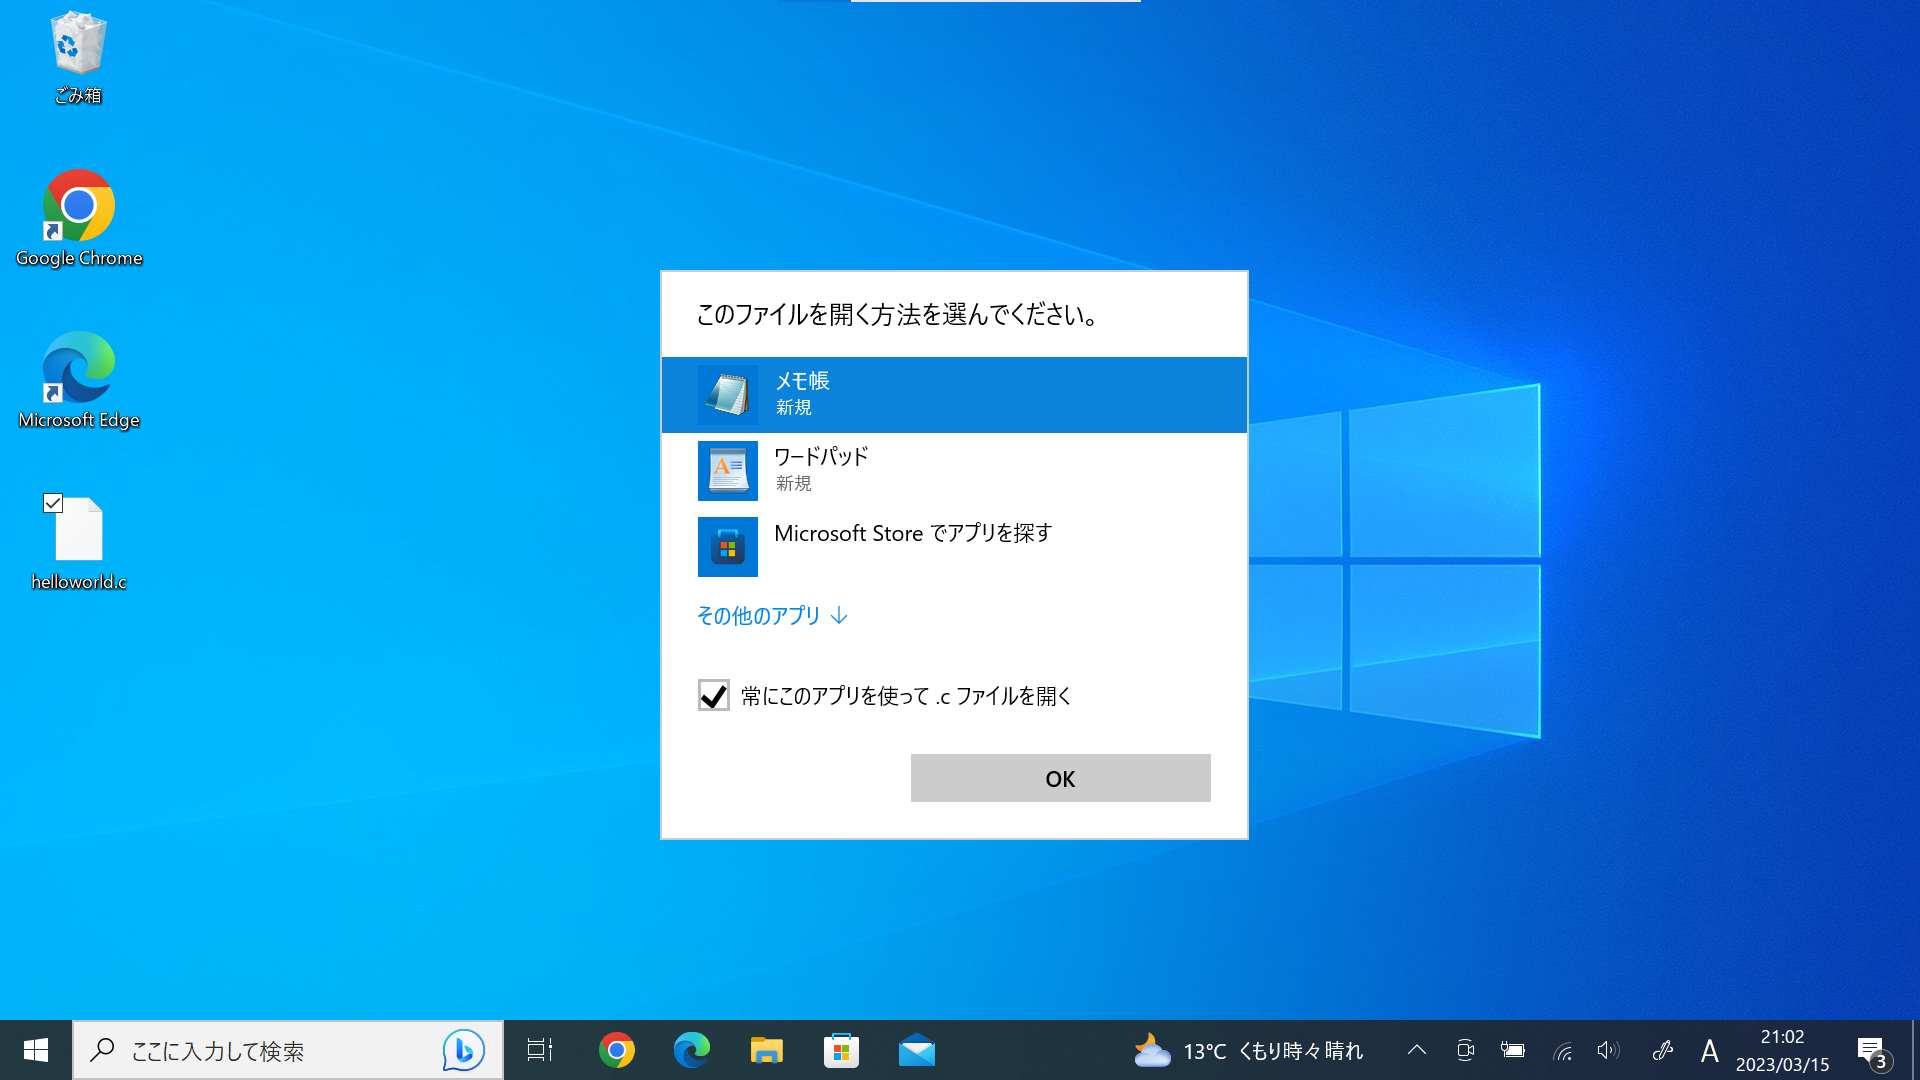 ごみ箱
Google Chrome
Microsoft Edge
helloworld.c
このファイルを開く方法を選んでください。
メモ帳
新規
ワードパッド
新規
Microsoft Store でアプリを探す
その他のアプリ ↓
常にこのアプリを使って .c ファイルを開く
OK
ここに入力して検索
13℃ くもり時々晴れ
A
21:02
2023/03/15
3